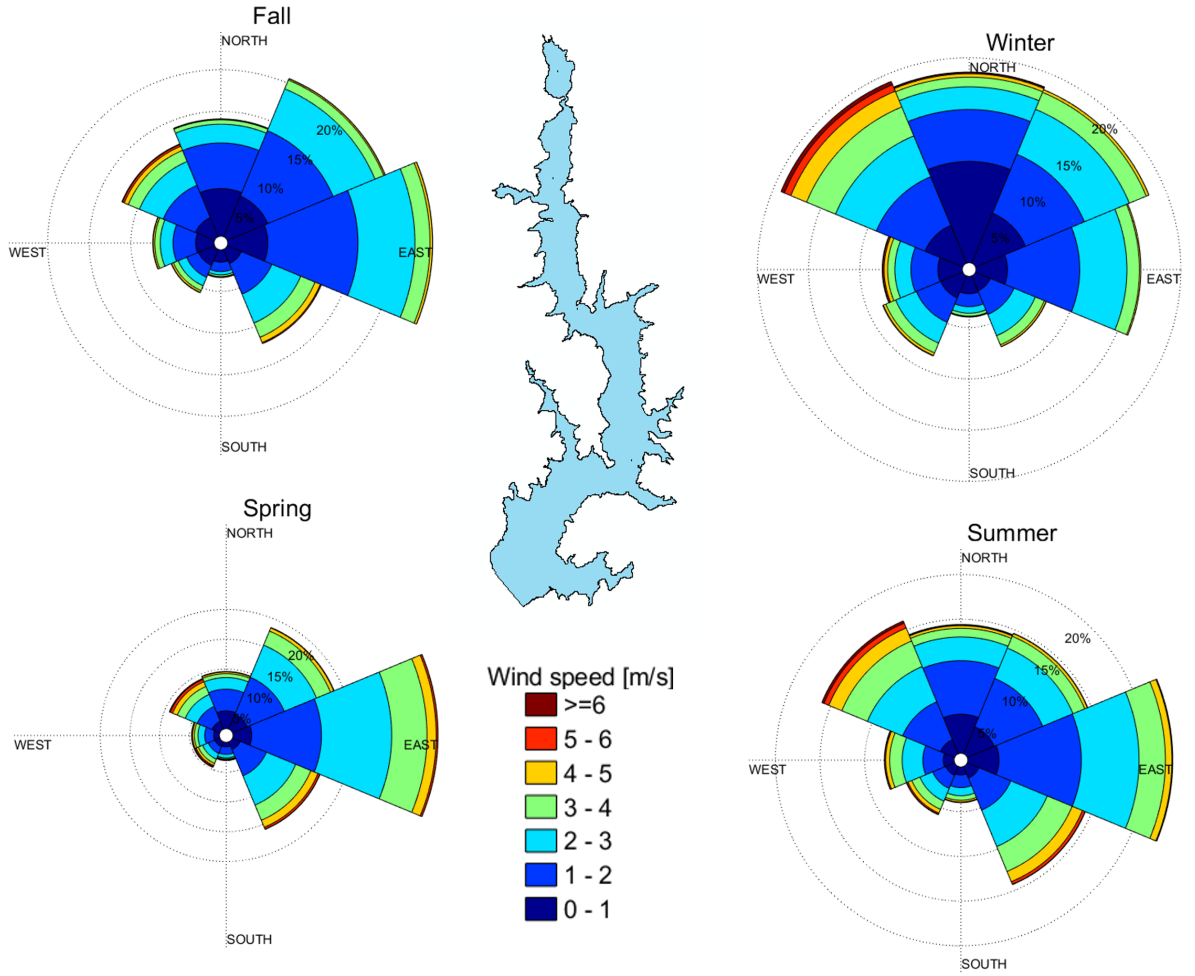 Fall
NORTH
20%
15%
10%
5%
WEST
EAST
SOUTH
Winter
NORTH
20%
15%
10%
5%
WEST
EAST
SOUTH
Spring
NORTH
20%
15%
10%
5%
WEST
EAST
SOUTH
Wind speed [m/s]
>=6
5 - 6
4 - 5
3 - 4
2 - 3
1 - 2
0 - 1
Summer
NORTH
20%
15%
10%
5%
WEST
EAST
SOUTH